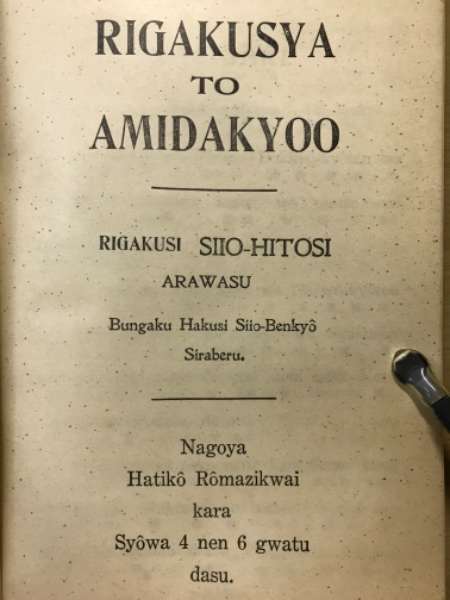 RIGAKUSYA
TO
AMIDAKYOO
RIGAKUSI SIIO-HITOSI
ARAWASU
Bungaku Hakusi Siio-Benkyô
Siraberu.
Nagoya
Hatikô Rômazikwai
kara
Syôwa 4 nen 6 gwatu
dasu.